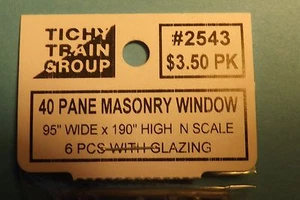 TICHY
TRAIN
GROUP
#2543
$3.50 PK
40 PANE MASONRY WINDOW
95" WIDE x 190" HIGH N SCALE
6 PCS WITH GLAZING